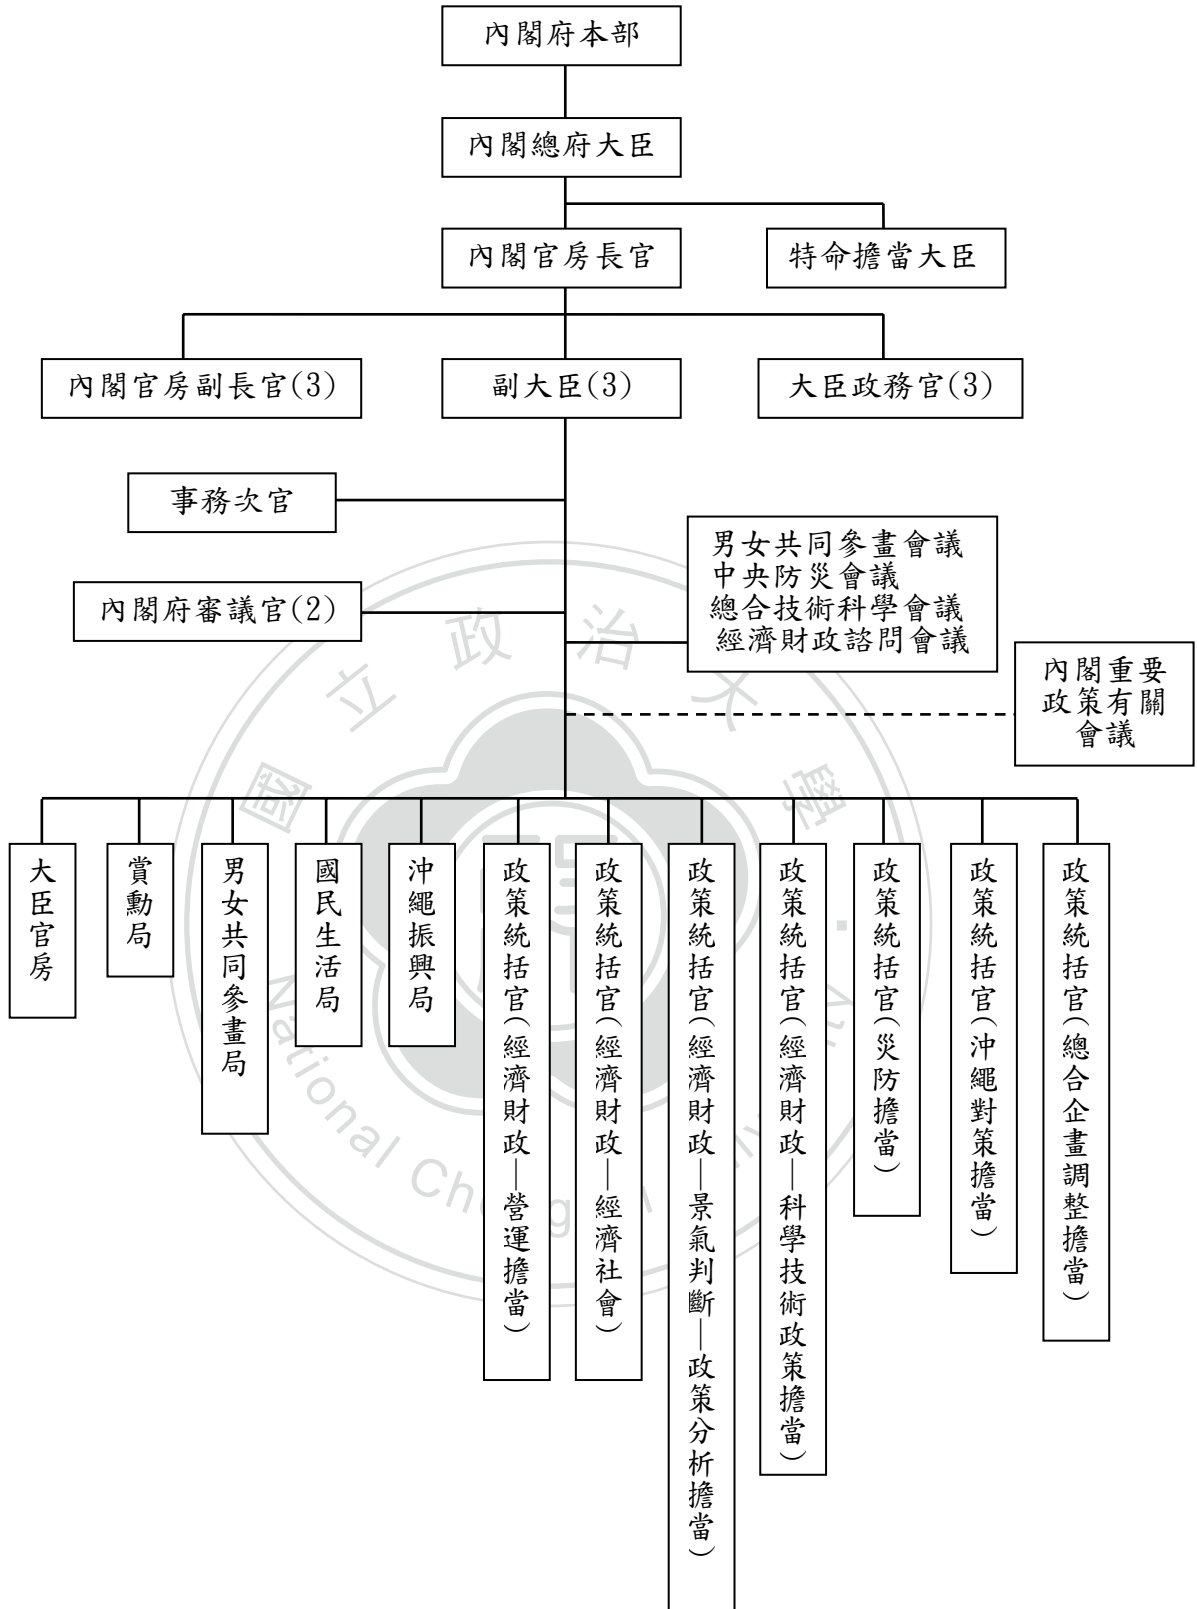 內閣府本部
內閣總府大臣
內閣官房長官
特命擔當大臣
內閣官房副長官(3)
副大臣(3)
大臣政務官(3)
事務次官
男女共同參畫會議
中央防災會議
總合技術科學會議
經濟財政諮問會議
內閣府審議官(2)
內閣重要
政策有關
會議
大臣官房
賞勳局
男女共同參畫局
國民生活局
沖繩振興局
政策統括官(經濟財政—營運擔當)
政策統括官(經濟財政—經濟社會)
政策統括官(經濟財政—景氣判斷—政策分析擔當)
政策統括官(經濟財政—科學技術政策擔當)
政策統括官(災防擔當)
政策統括官(沖繩對策擔當)
政策統括官(總合企畫調整擔當)
國立政治大學
National Ch